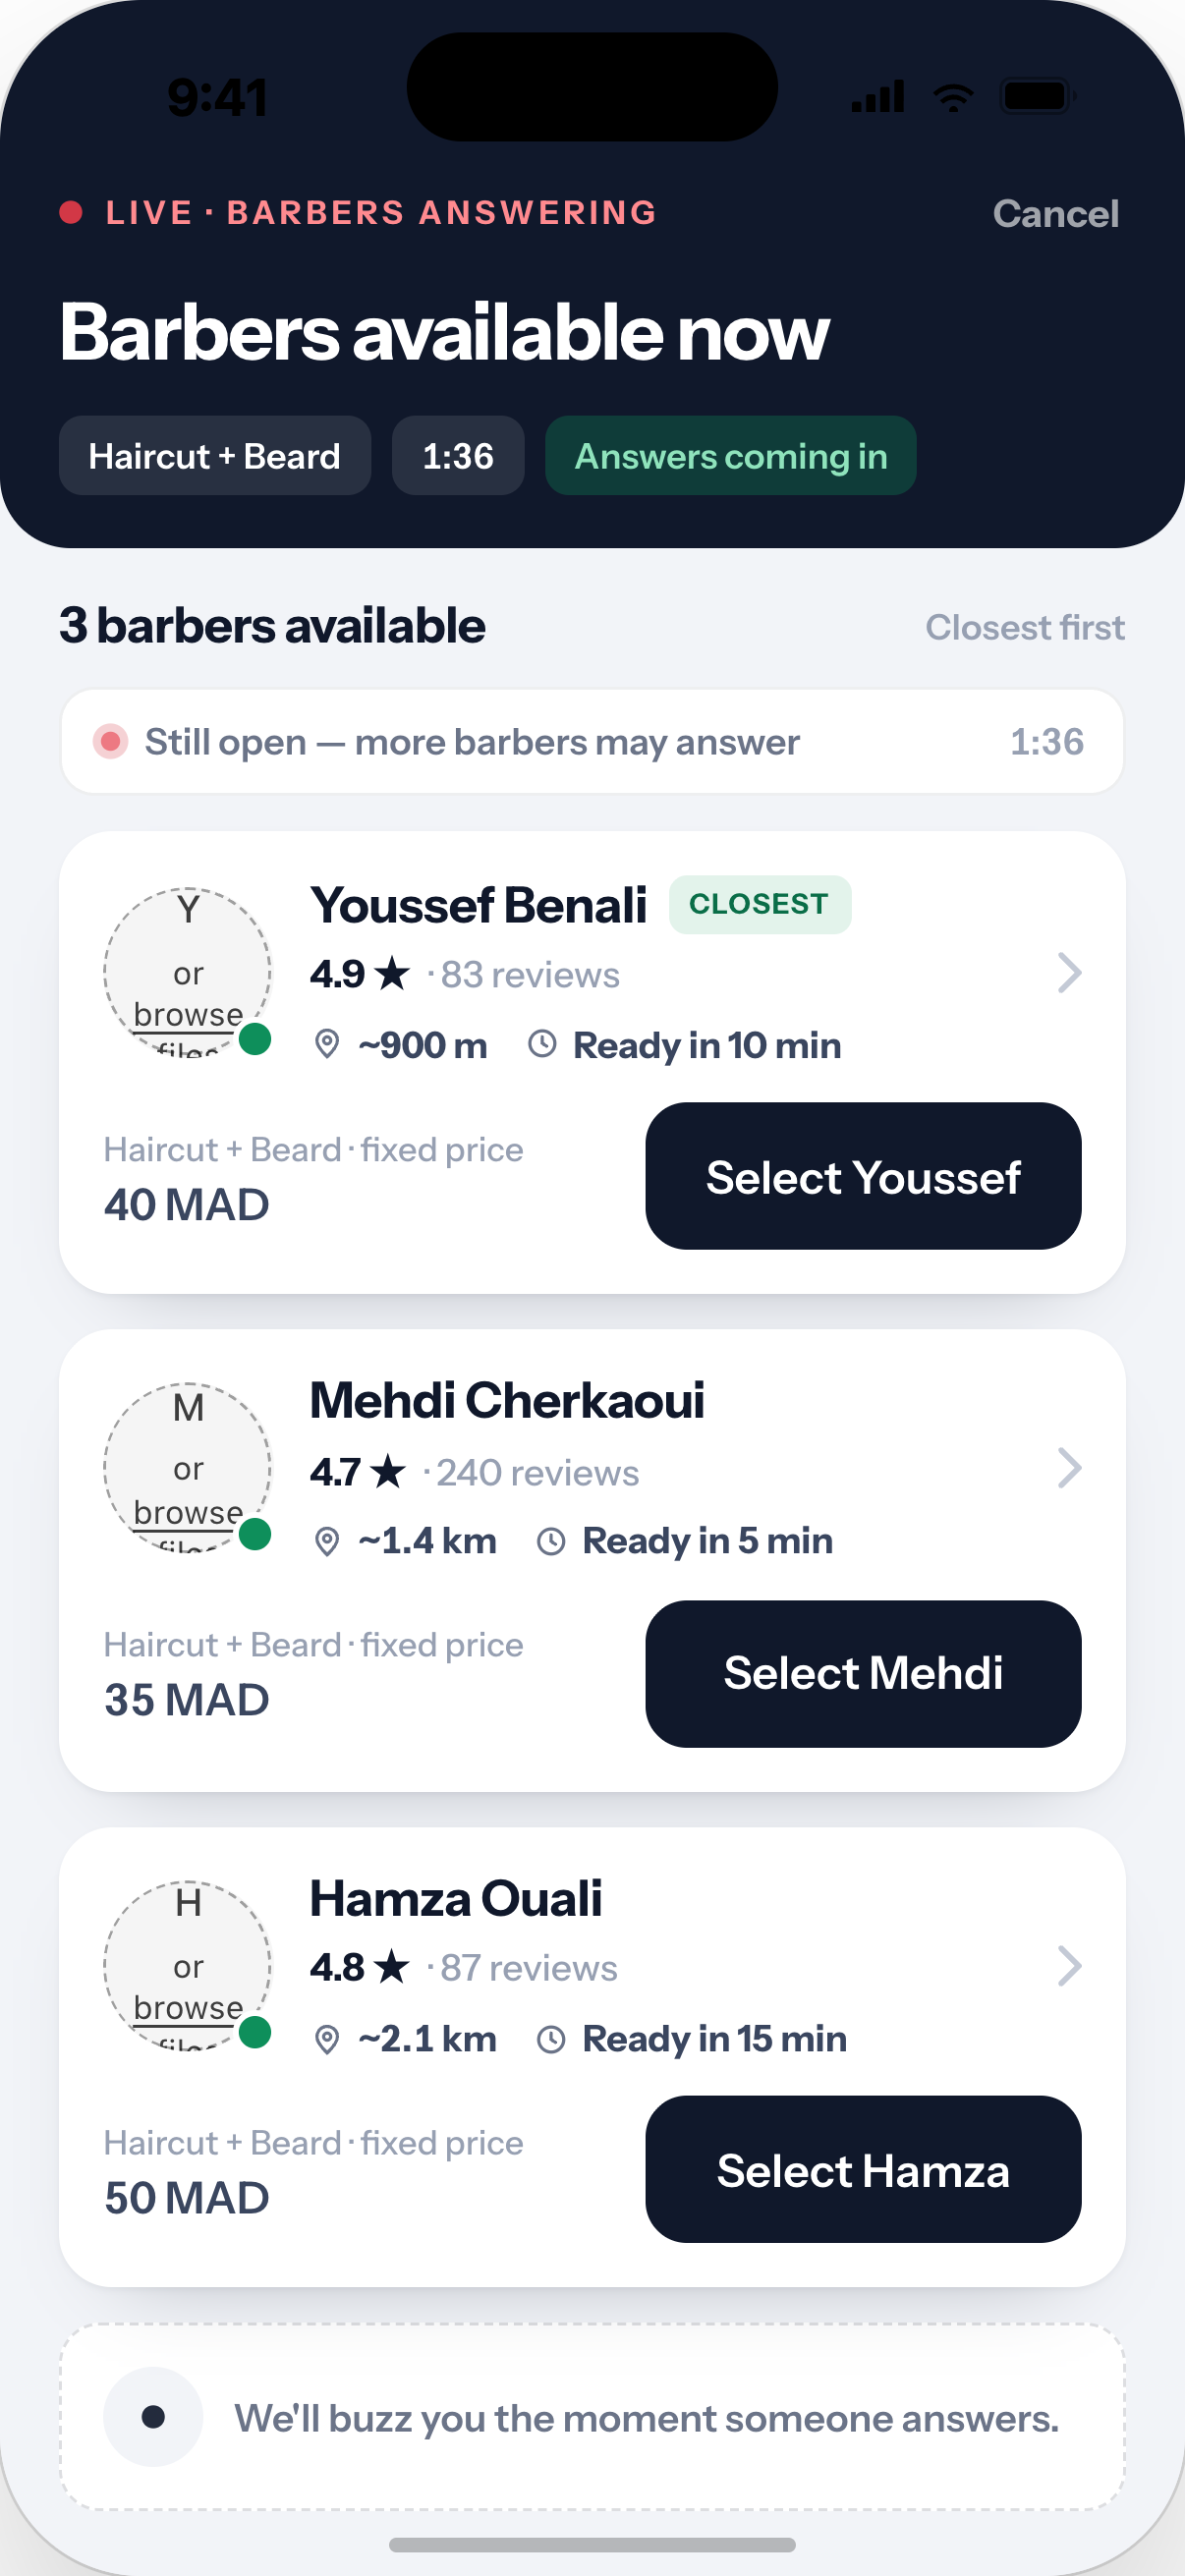 9:41
LIVE · BARBERS ANSWERING
Cancel
Barbers available now
Haircut + Beard
1:36
Answers coming in
3 barbers available
Closest first
Still open — more barbers may answer
1:36
Y
or
browse
files
Youssef Benali
CLOSEST
4.9 ★ · 83 reviews
~900 m
Ready in 10 min
Haircut + Beard · fixed price
40 MAD
Select Youssef
M
or
browse
files
Mehdi Cherkaoui
4.7 ★ · 240 reviews
~1.4 km
Ready in 5 min
Haircut + Beard · fixed price
35 MAD
Select Mehdi
H
or
browse
files
Hamza Ouali
4.8 ★ · 87 reviews
~2.1 km
Ready in 15 min
Haircut + Beard · fixed price
50 MAD
Select Hamza
We'll buzz you the moment someone answers.